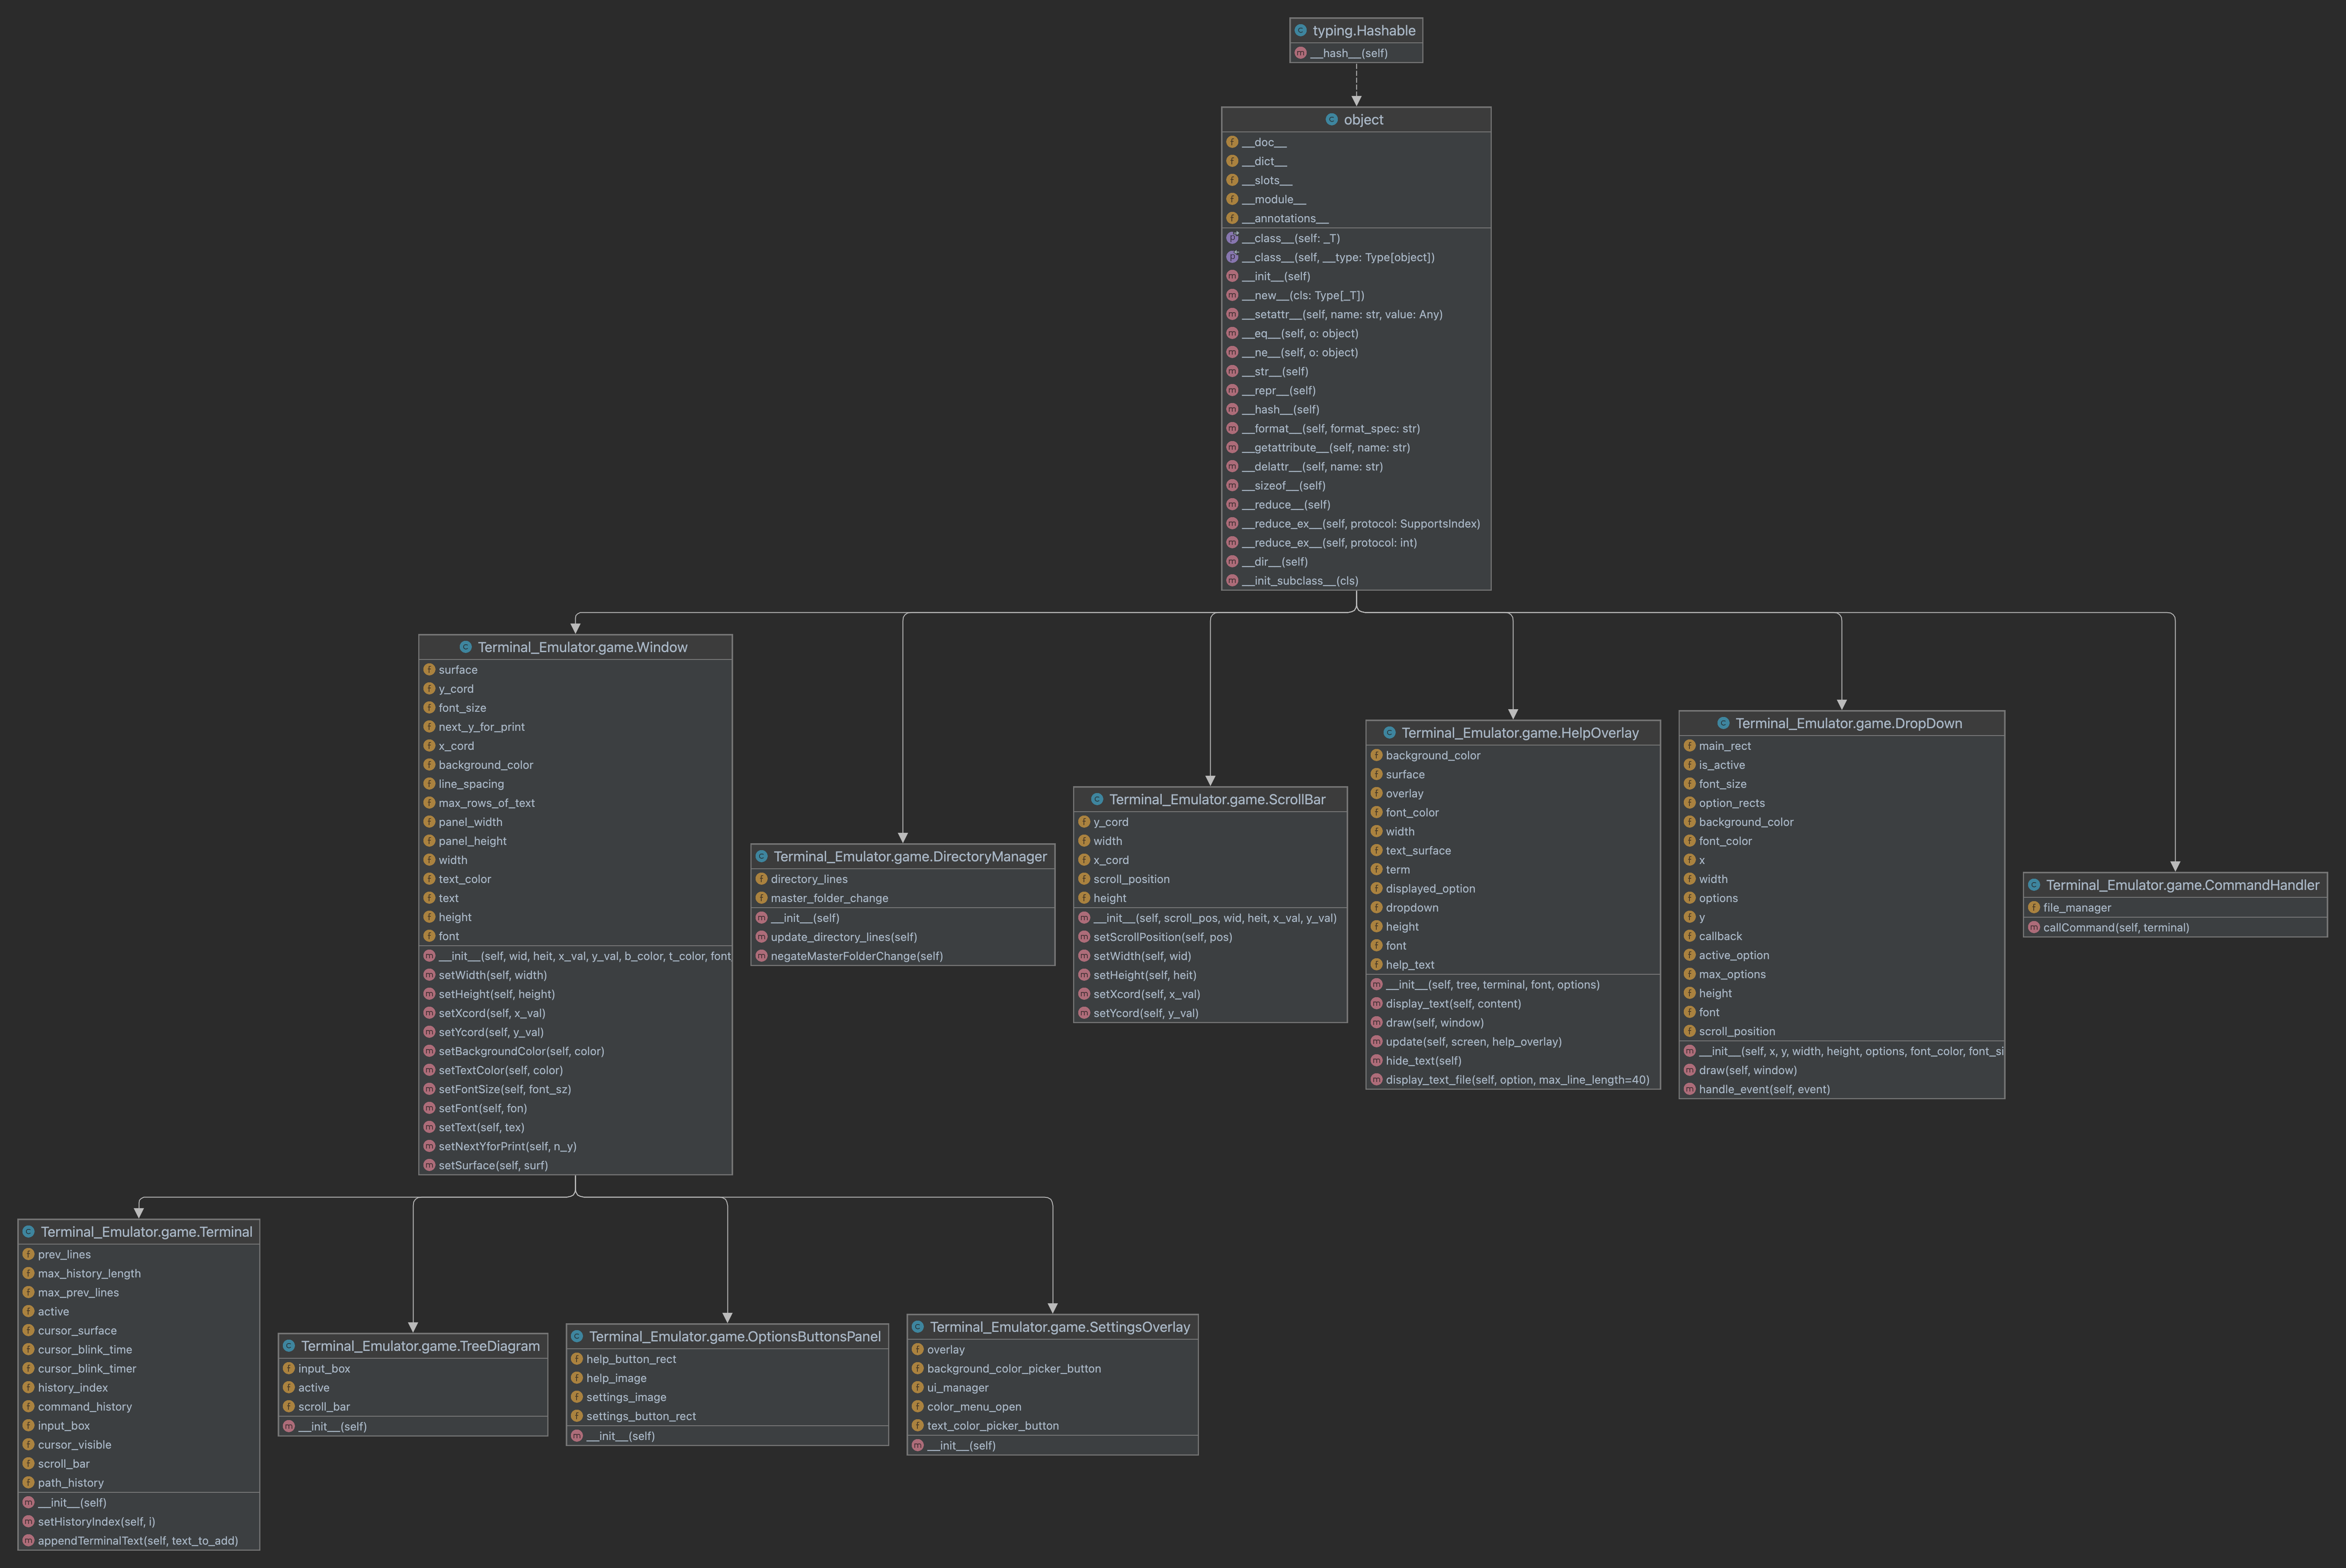 typing.Hashable
__hash__(self)
object
__doc__
__dict__
__slots__
__module__
__annotations__
__class__(self: _T)
__class__(self, __type: Type[object])
__init__(self)
__new__(cls: Type[_T])
__setattr__(self, name: str, value: Any)
__eq__(self, o: object)
__ne__(self, o: object)
__str__(self)
__repr__(self)
__hash__(self)
__format__(self, format_spec: str)
__getattribute__(self, name: str)
__delattr__(self, name: str)
__sizeof__(self)
__reduce__(self)
__reduce_ex__(self, protocol: SupportsIndex)
__reduce_ex__(self, protocol: int)
__dir__(self)
__init_subclass__(cls)
Terminal_Emulator.game.Window
surface
y_cord
font_size
next_y_for_print
x_cord
background_color
line_spacing
max_rows_of_text
panel_width
panel_height
width
text_color
text
height
font
__init__(self, wid, heit, x_val, y_val, b_color, t_color, font
setWidth(self, width)
setHeight(self, height)
setXcord(self, x_val)
setYcord(self, y_val)
setBackgroundColor(self, color)
setTextColor(self, color)
setFontSize(self, font_sz)
setFont(self, fon)
setText(self, tex)
setNextYforPrint(self, n_y)
setSurface(self, surf)
Terminal_Emulator.game.DirectoryManager
directory_lines
master_folder_change
__init__(self)
update_directory_lines(self)
negateMasterFolderChange(self)
Terminal_Emulator.game.ScrollBar
y_cord
width
x_cord
scroll_position
height
__init__(self, scroll_pos, wid, heit, x_val, y_val)
setScrollPosition(self, pos)
setWidth(self, wid)
setHeight(self, heit)
setXcord(self, x_val)
setYcord(self, y_val)
Terminal_Emulator.game.HelpOverlay
background_color
surface
overlay
font_color
width
text_surface
term
displayed_option
dropdown
height
font
help_text
__init__(self, tree, terminal, font, options)
display_text(self, content)
draw(self, window)
update(self, screen, help_overlay)
hide_text(self)
display_text_file(self, option, max_line_length=40)
Terminal_Emulator.game.DropDown
main_rect
is_active
font_size
option_rects
background_color
font_color
x
width
options
y
callback
active_option
max_options
height
font
scroll_position
__init__(self, x, y, width, height, options, font_color, font_si
draw(self, window)
handle_event(self, event)
Terminal_Emulator.game.CommandHandler
file_manager
callCommand(self, terminal)
Terminal_Emulator.game.Terminal
prev_lines
max_history_length
max_prev_lines
active
cursor_surface
cursor_blink_time
cursor_blink_timer
history_index
command_history
input_box
cursor_visible
scroll_bar
path_history
__init__(self)
setHistoryIndex(self, i)
appendTerminalText(self, text_to_add)
Terminal_Emulator.game.TreeDiagram
input_box
active
scroll_bar
__init__(self)
Terminal_Emulator.game.OptionsButtonsPanel
help_button_rect
help_image
settings_image
settings_button_rect
__init__(self)
Terminal_Emulator.game.SettingsOverlay
overlay
background_color_picker_button
ui_manager
color_menu_open
text_color_picker_button
__init__(self)